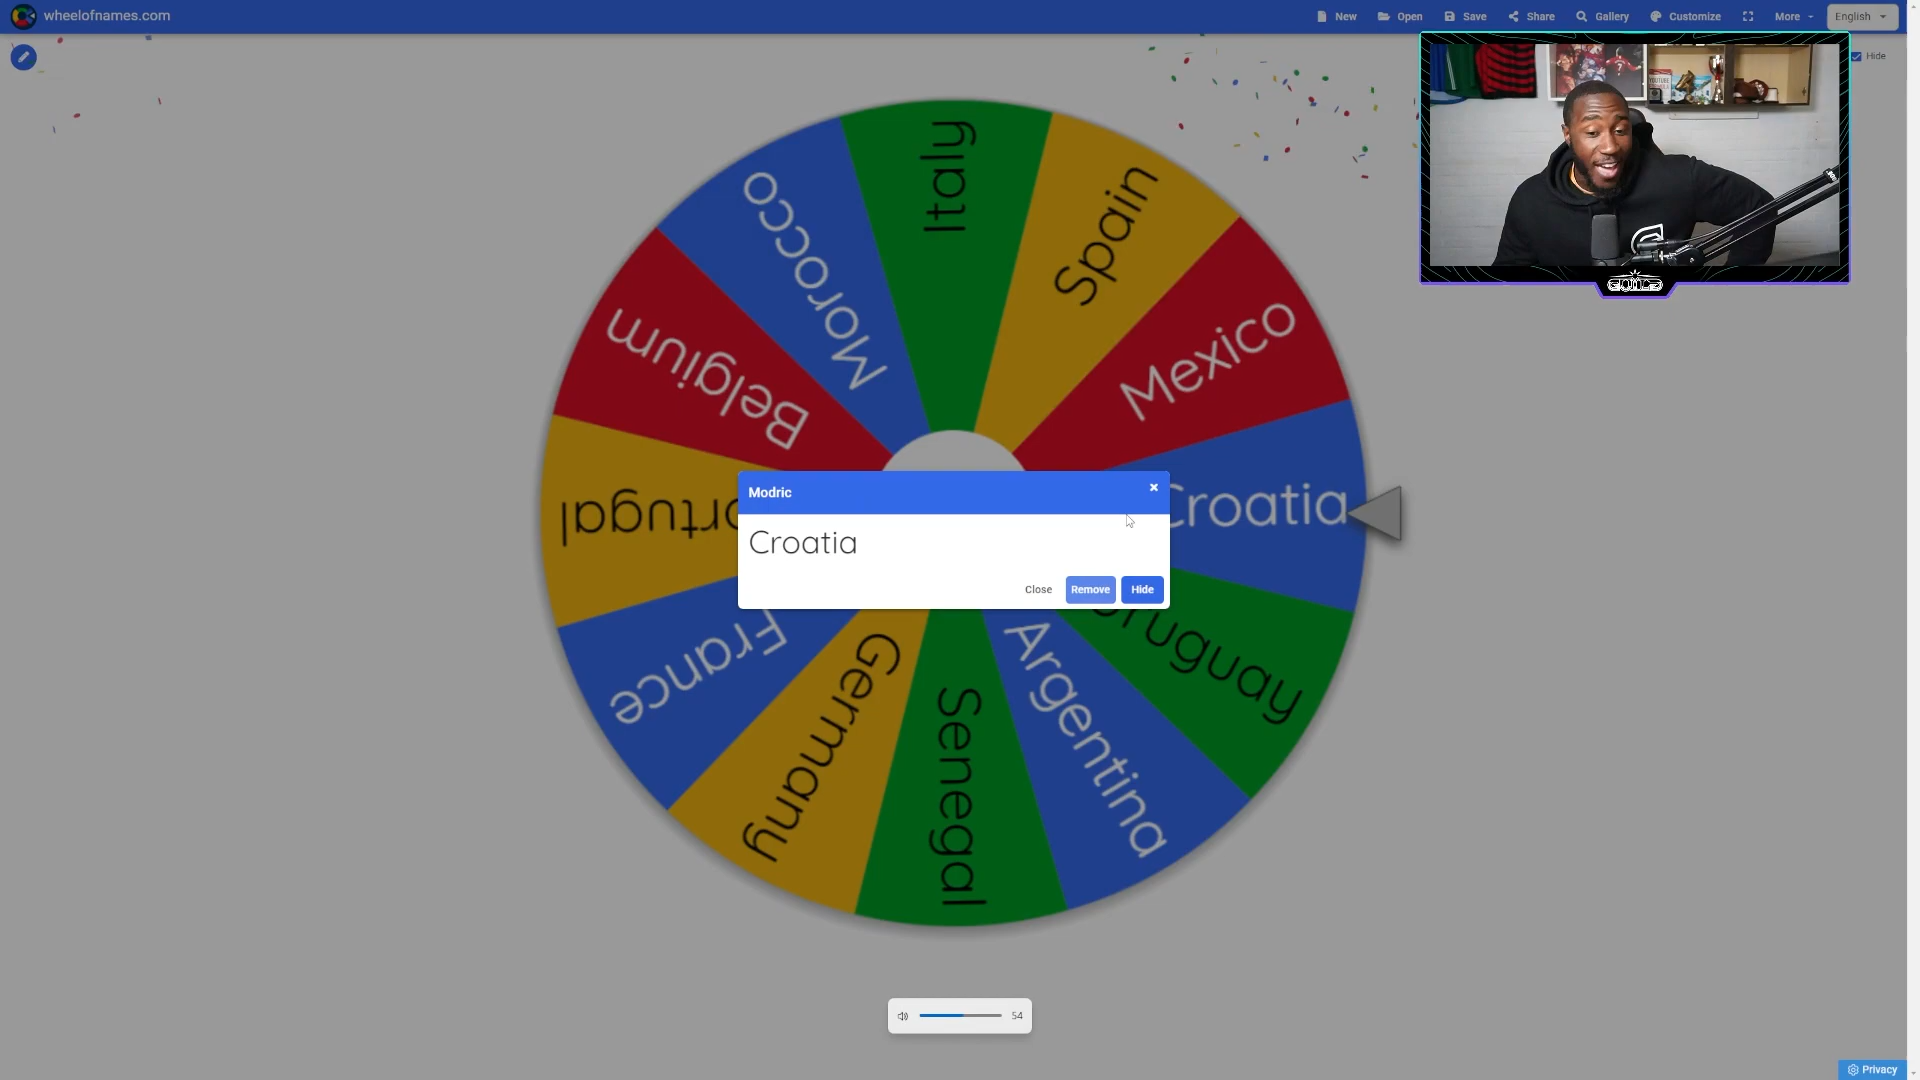 wheelofnames.com
New
Open
Save
Share
Gallery
Customize
More
English
Hide
Italy
Spain
Mexico
Croatia
Uruguay
Argentina
Senegal
Germany
France
Portugal
Belgium
Morocco
Modric
Croatia
Close
Remove
Hide
54
Privacy